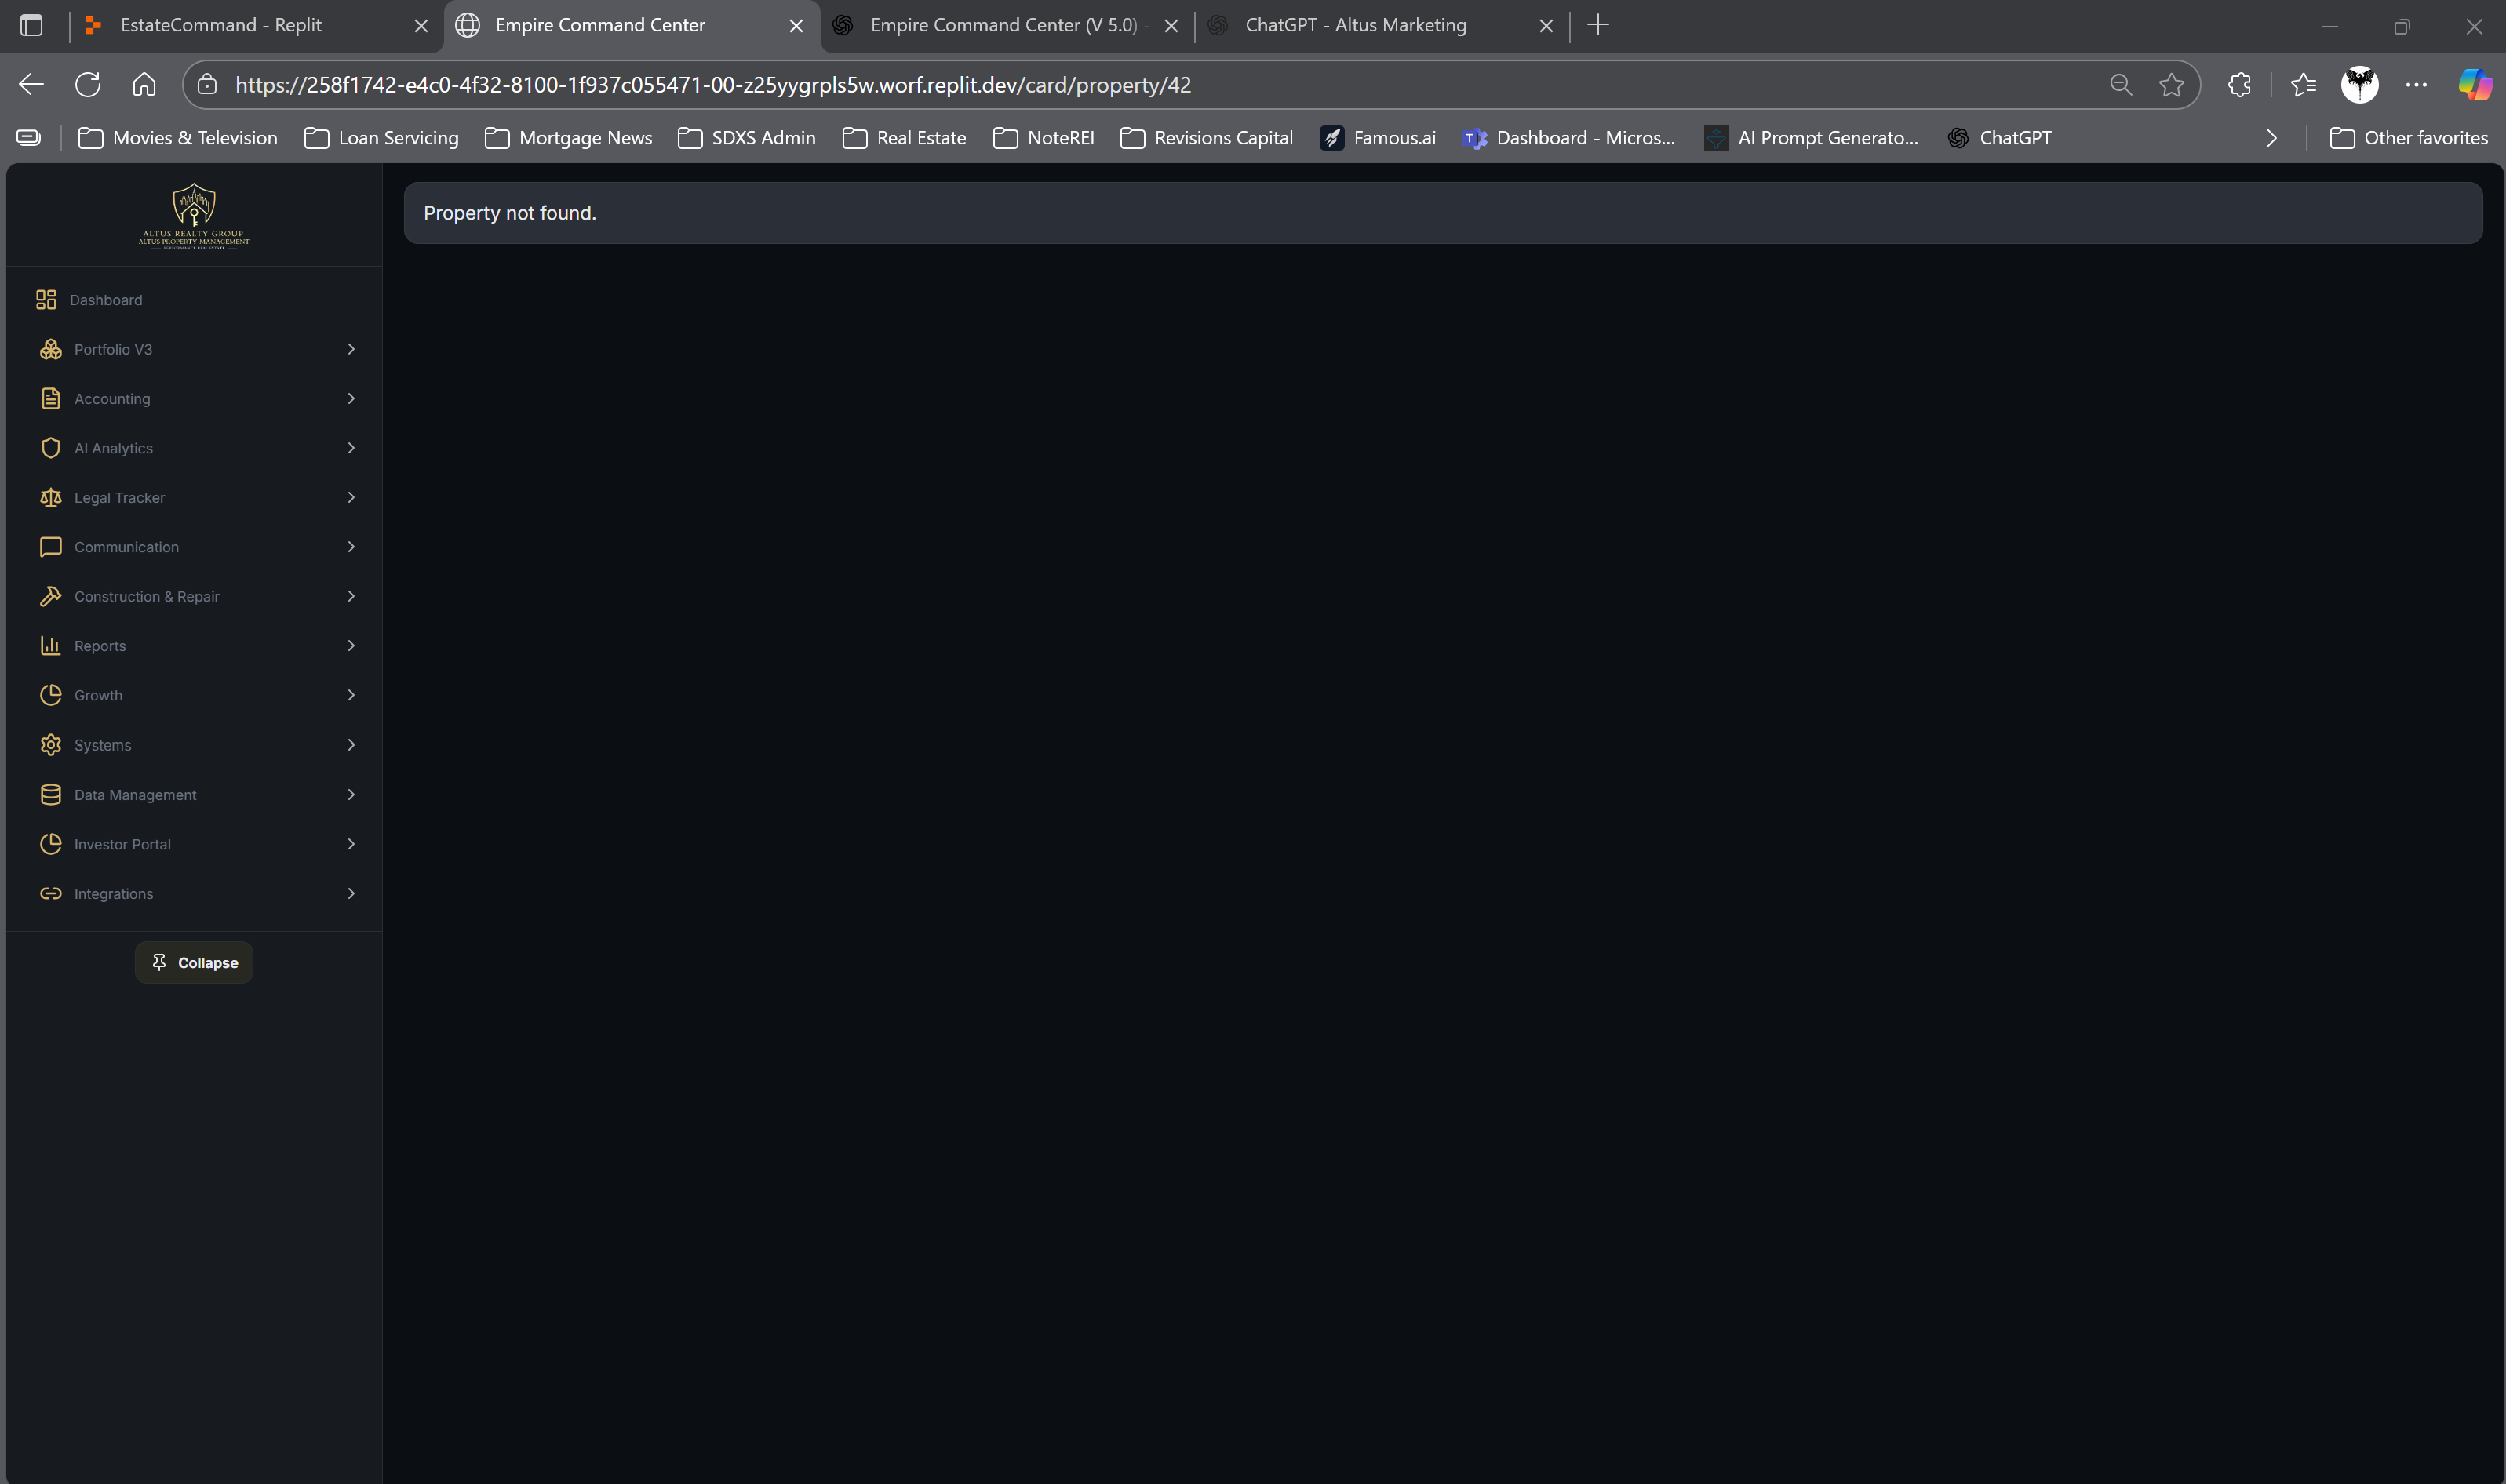 EstateCommand - Replit
Empire Command Center
Empire Command Center (V 5.0) -
ChatGPT - Altus Marketing
https://258f1742-e4c0-4f32-8100-1f937c055471-00-z25yygrpls5w.worf.replit.dev/card/property/42
Movies & Television
Loan Servicing
Mortgage News
SDXS Admin
Real Estate
NoteREI
Revisions Capital
Famous.ai
Dashboard - Micros...
AI Prompt Generato...
ChatGPT
Other favorites
ALTUS REALTY GROUP
ALTUS PROPERTY MANAGEMENT
Property not found.
Dashboard
Portfolio V3
Accounting
AI Analytics
Legal Tracker
Communication
Construction & Repair
Reports
Growth
Systems
Data Management
Investor Portal
Integrations
Collapse